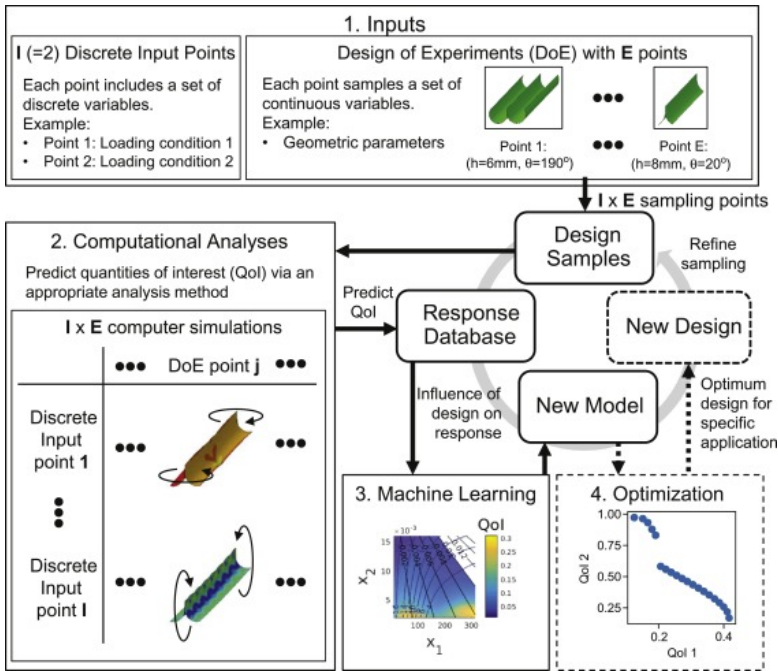 1. Inputs
I (=2) Discrete Input Points
Each point includes a set of
discrete variables.
Example:
• Point 1: Loading condition 1
• Point 2: Loading condition 2
Design of Experiments (DoE) with E points
Each point samples a set of
continuous variables.
Example:
• Geometric parameters
Point 1:
(h=6mm, θ=190º)
Point E:
(h=8mm, θ=20º)
I x E sampling points
2. Computational Analyses
Predict quantities of interest (QoI) via an
appropriate analysis method
I x E computer simulations
DoE point j
Discrete
Input
point 1
Discrete
Input
point I
Design
Samples
Refine
sampling
Predict
QoI
Response
Database
New Design
Influence of
design on
response
New Model
Optimum
design for
specific
application
3. Machine Learning
QoI
×10⁻³
15
10
5
x₂
100 200 300
x₁
0.3
0.25
0.2
0.15
0.1
0.05
4. Optimization
1.00
0.75
0.50
0.25
QoI 2
0.2 0.4
QoI 1